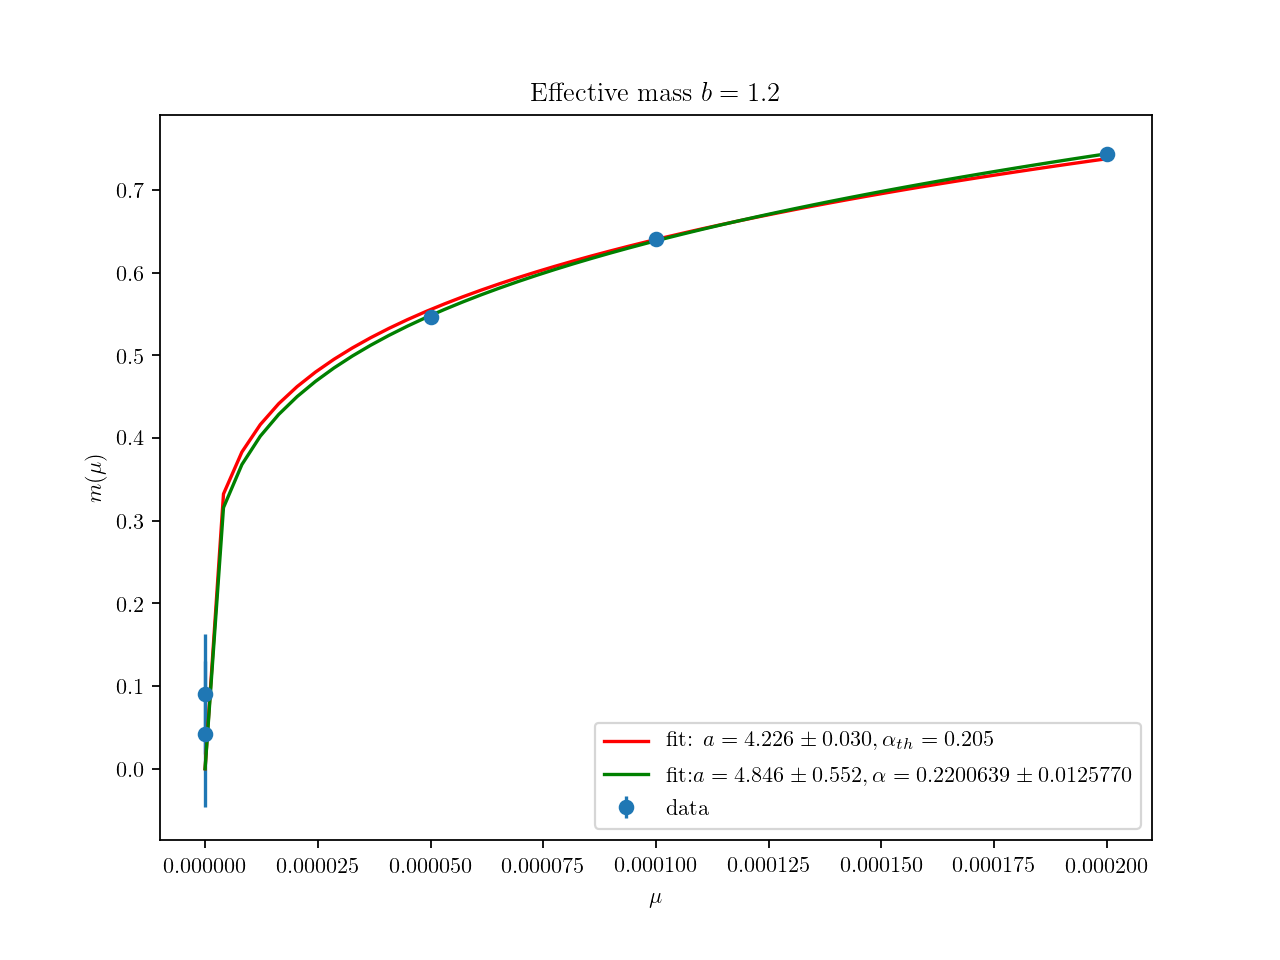 Effective mass b = 1.2
m(μ)
0.7
0.6
0.5
0.4
0.3
0.2
0.1
0.0
fit: a = 4.226 ± 0.030, α_{th} = 0.205
fit:a = 4.846 ± 0.552, α = 0.2200639 ± 0.0125770
data
0.000000 0.000025 0.000050 0.000075 0.000100 0.000125 0.000150 0.000175 0.000200
μ